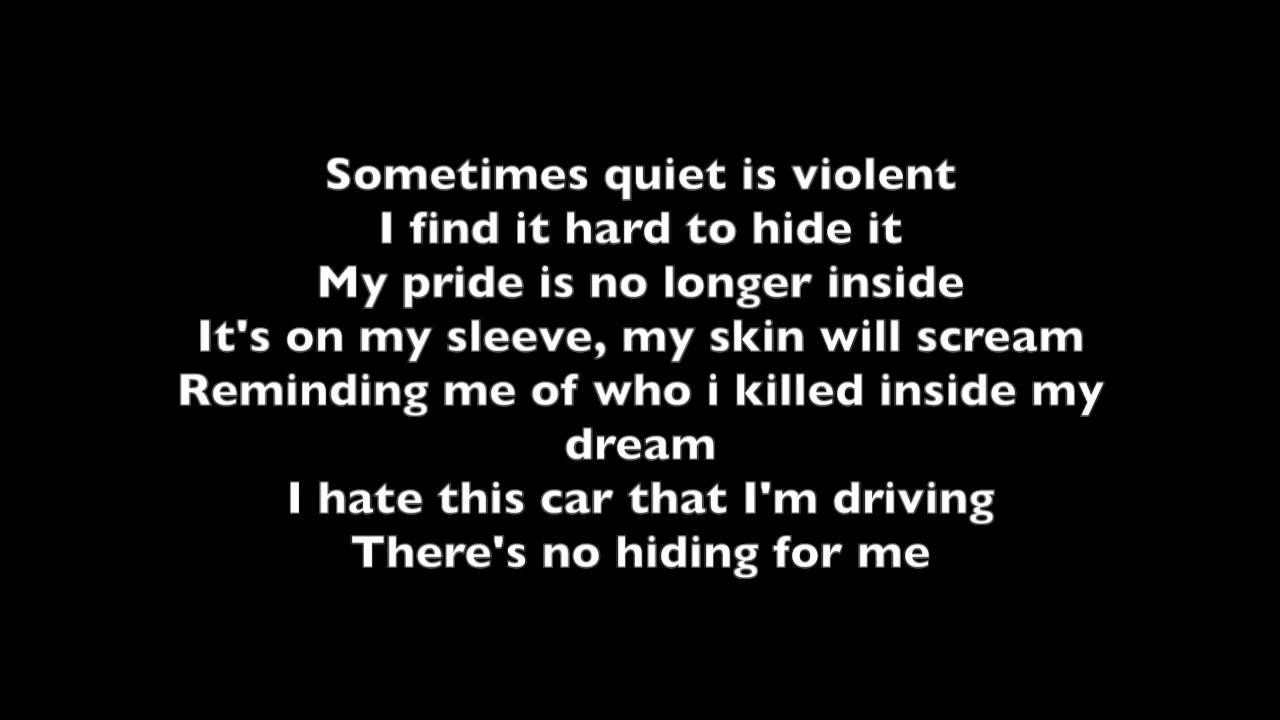 Sometimes quiet is violent
I find it hard to hide it
My pride is no longer inside
It's on my sleeve, my skin will scream
Reminding me of who i killed inside my
dream
I hate this car that I'm driving
There's no hiding for me